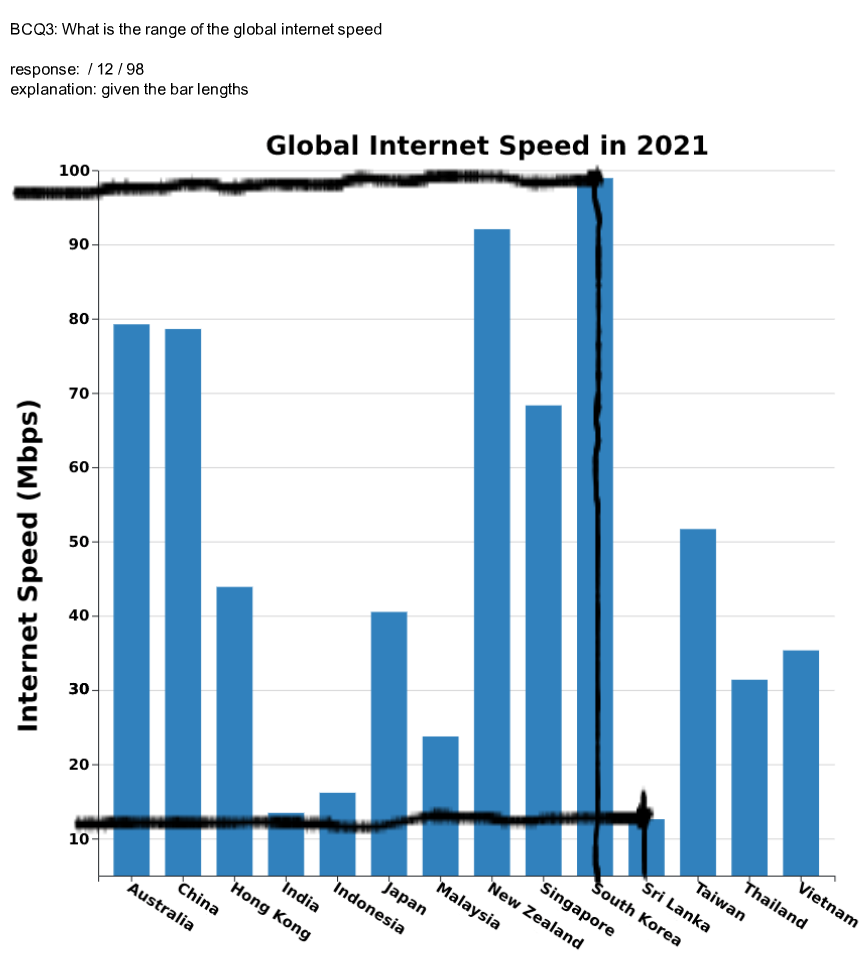 BCQ3: What is the range of the global internet speed
response:  / 12 / 98
explanation: given the bar lengths
Global Internet Speed in 2021
Internet Speed (Mbps)
100
90
80
70
60
50
40
30
20
10
Australia
China
Hong Kong
India
Indonesia
Japan
Malaysia
New Zealand
Singapore
South Korea
Sri Lanka
Taiwan
Thailand
Vietnam